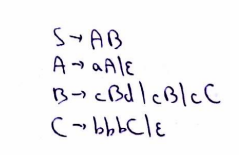 S → AB
A → aA|ε
B → cBd|cB|cC
C → bbbC|ε